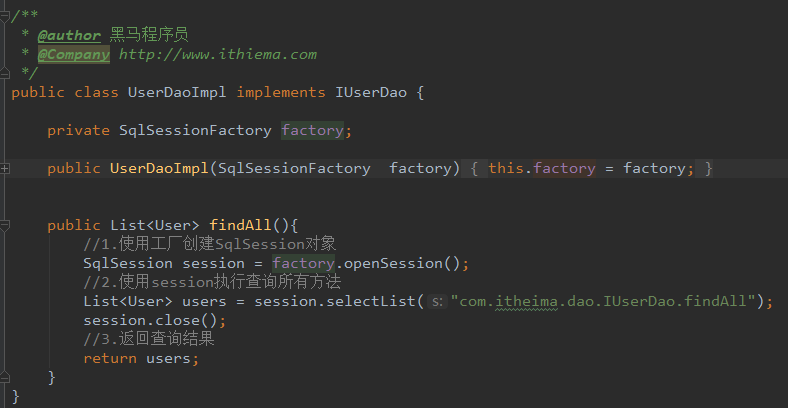 /**
 * @author 黑马程序员
 * @Company http://www.ithiema.com
 */
public class UserDaoImpl implements IUserDao {
    private SqlSessionFactory factory;
    public UserDaoImpl(SqlSessionFactory  factory) { this.factory = factory; }
    public List<User> findAll(){
        //1.使用工厂创建SqlSession对象
        SqlSession session = factory.openSession();
        //2.使用session执行查询所有方法
        List<User> users = session.selectList( s: "com.itheima.dao.IUserDao.findAll");
        session.close();
        //3.返回查询结果
        return users;
    }
}